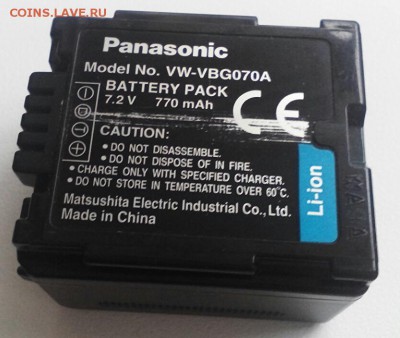 COINS.LAVE.RU
Panasonic
Model No. VW-VBG070A
BATTERY PACK
7.2 V 770 mAh
CE
CAUTION:
• DO NOT DISASSEMBLE.
• DO NOT DISPOSE OF IN FIRE.
• CHARGE ONLY WITH SPECIFIED CHARGER.
• DO NOT STORE IN TEMPERATURE OVER 60°C.
Matsushita Electric Industrial Co., Ltd.
Made in China
Li-ion